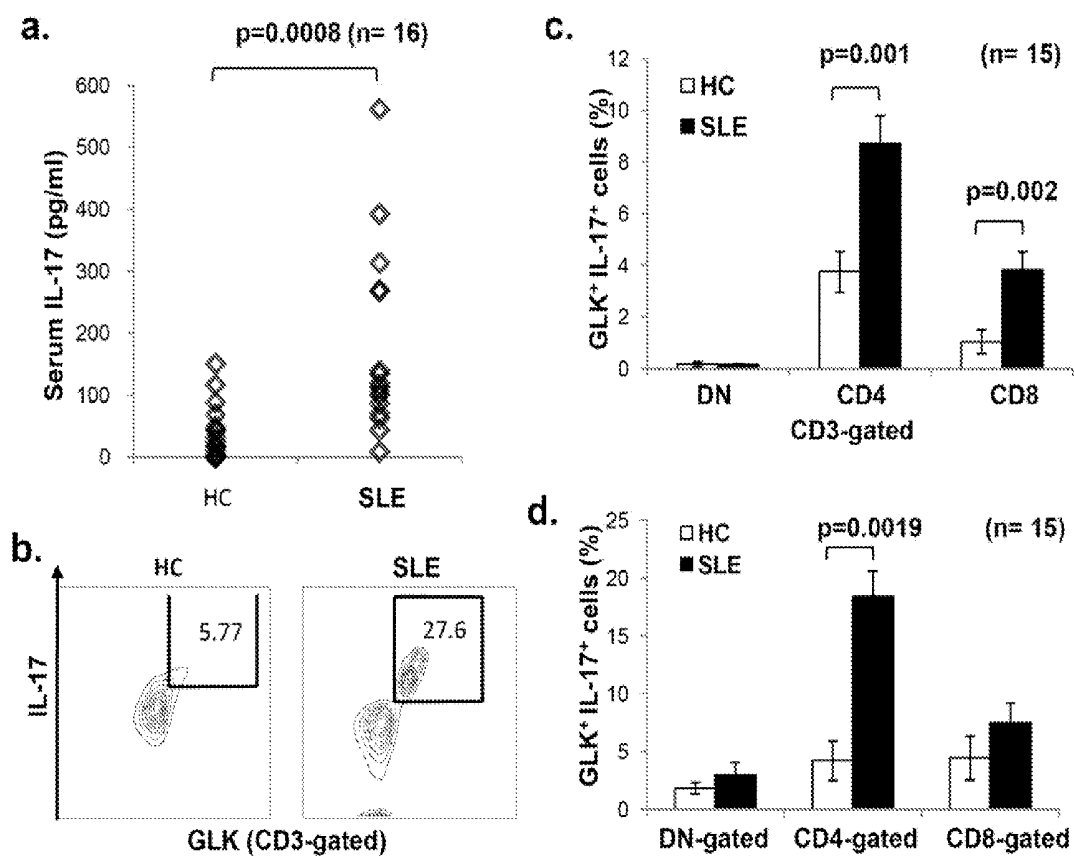 a.
p=0.0008 (n= 16)
Serum IL-17 (pg/ml)
600
500
400
300
200
100
0
HC
SLE
b.
HC
SLE
5.77
27.6
IL-17
GLK (CD3-gated)
c.
p=0.001
(n= 15)
HC
SLE
p=0.002
GLK⁺ IL-17⁺ cells (%)
12
10
8
6
4
2
0
DN
CD4
CD8
CD3-gated
d.
HC
SLE
p=0.0019
(n= 15)
GLK⁺ IL-17⁺ cells (%)
25
20
15
10
5
0
DN-gated
CD4-gated
CD8-gated